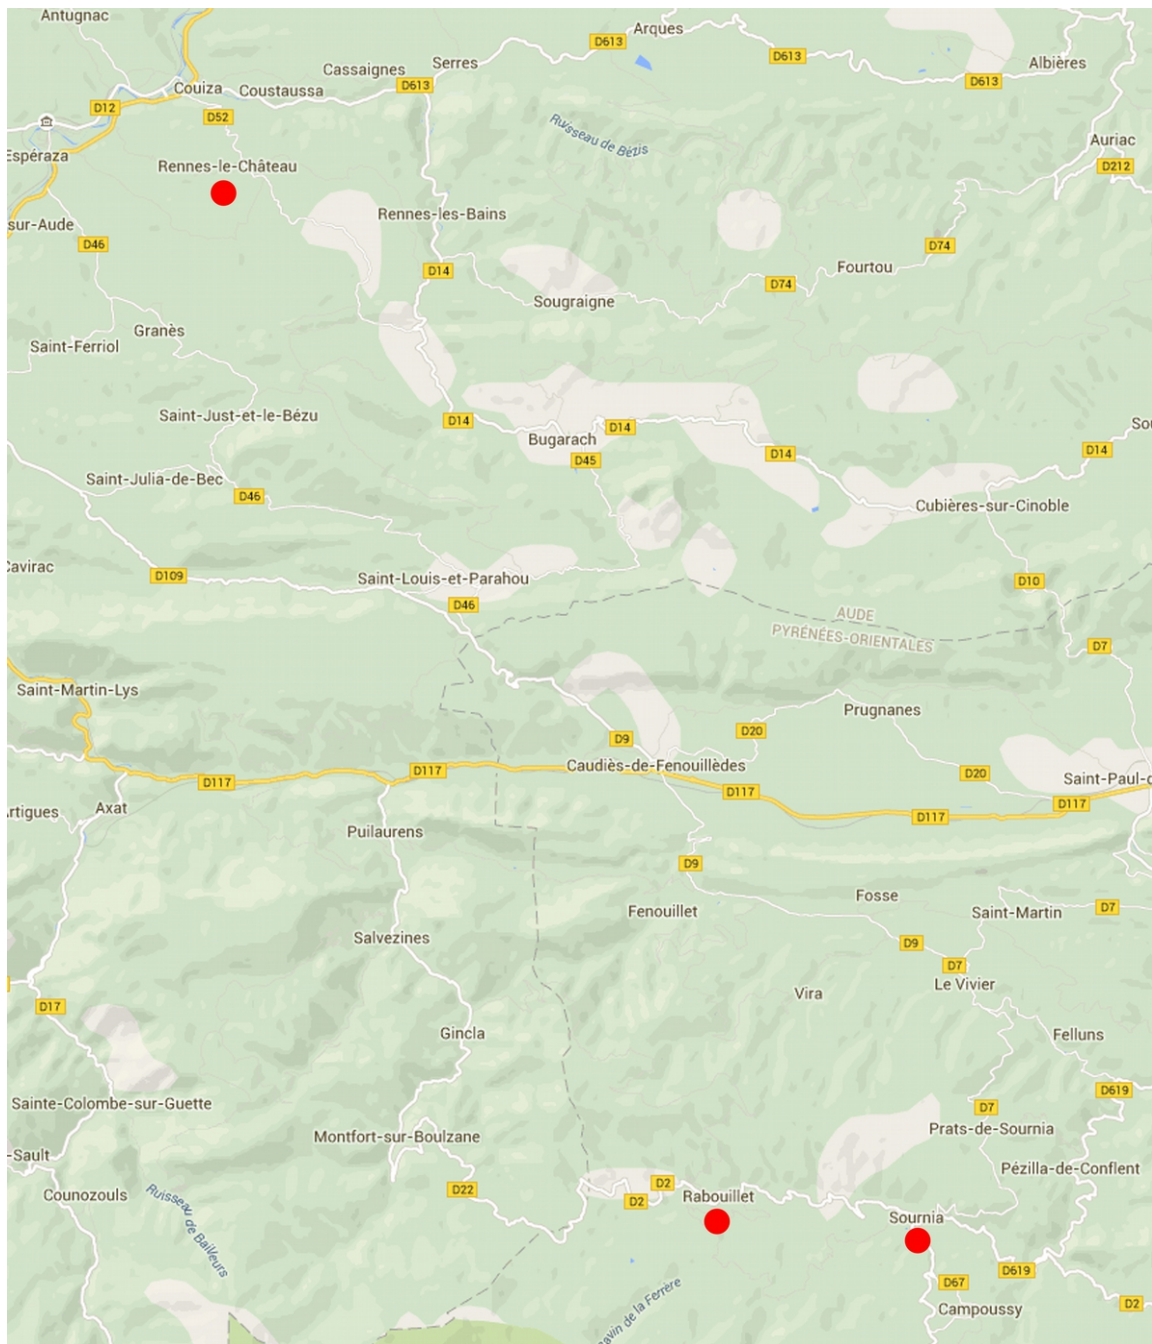 Antugnac
Arques
D613
Serres
D613
Albières
Cassaignes
D613
D613
Couiza
Coustaussa
D12
D52
Ruisseau de Bézis
Auriac
Espéraza
Rennes-le-Château
D212
Rennes-les-Bains
sur-Aude
D46
D74
D14
Fourtou
D74
Sougraigne
Granès
Saint-Ferriol
Saint-Just-et-le-Bézu
D14
D14
Sou
Bugarach
D14
D14
D45
Saint-Julia-de-Bec
D46
Cubières-sur-Cinoble
Cavirac
D109
Saint-Louis-et-Parahou
D10
D46
AUDE
PYRÉNÉES-ORIENTALES
D7
Saint-Martin-Lys
Prugnanes
D9
D20
Caudiès-de-Fenouillèdes
D117
D117
D20
Saint-Paul-d
D117
D117
D117
Axat
rtigues
Puilaurens
D9
Fosse
Fenouillet
Saint-Martin
D7
Salvezines
D9
D7
Le Vivier
Vira
D17
Gincla
Felluns
D619
Sainte-Colombe-sur-Guette
D7
Prats-de-Sournia
Montfort-sur-Boulzane
-Sault
Pézilla-de-Conflent
D22
D2
D2
Rabouillet
Counozouls
Ruisseau de Bailleurs
Sournia
D619
D67
avin de la Ferrère
D2
Campoussy